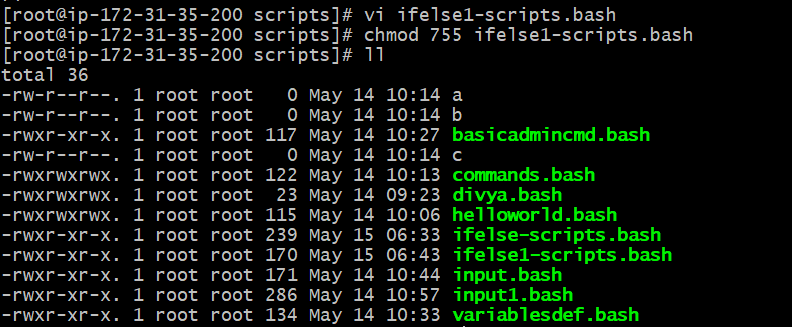 [root@ip-172-31-35-200 scripts]# vi ifelse1-scripts.bash
[root@ip-172-31-35-200 scripts]# chmod 755 ifelse1-scripts.bash
[root@ip-172-31-35-200 scripts]# ll
total 36
-rw-r--r--. 1 root root   0 May 14 10:14 a
-rw-r--r--. 1 root root   0 May 14 10:14 b
-rwxr-xr-x. 1 root root 117 May 14 10:27 basicadmincmd.bash
-rw-r--r--. 1 root root   0 May 14 10:14 c
-rwxrwxrwx. 1 root root 122 May 14 10:13 commands.bash
-rwxrwxrwx. 1 root root  23 May 14 09:23 divya.bash
-rwxrwxrwx. 1 root root 115 May 14 10:06 helloworld.bash
-rwxr-xr-x. 1 root root 239 May 15 06:33 ifelse-scripts.bash
-rwxr-xr-x. 1 root root 170 May 15 06:43 ifelse1-scripts.bash
-rwxr-xr-x. 1 root root 171 May 14 10:44 input.bash
-rwxr-xr-x. 1 root root 286 May 14 10:57 input1.bash
-rwxr-xr-x. 1 root root 134 May 14 10:33 variablesdef.bash